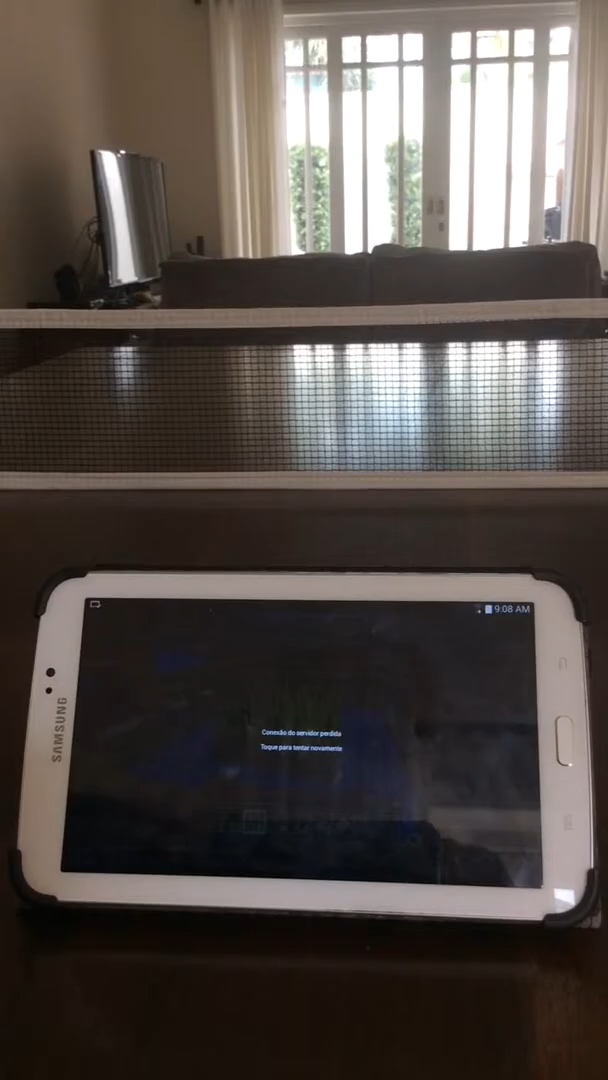 9:08 AM
SAMSUNG
Conexão do servidor perdida
Toque para tentar novamente